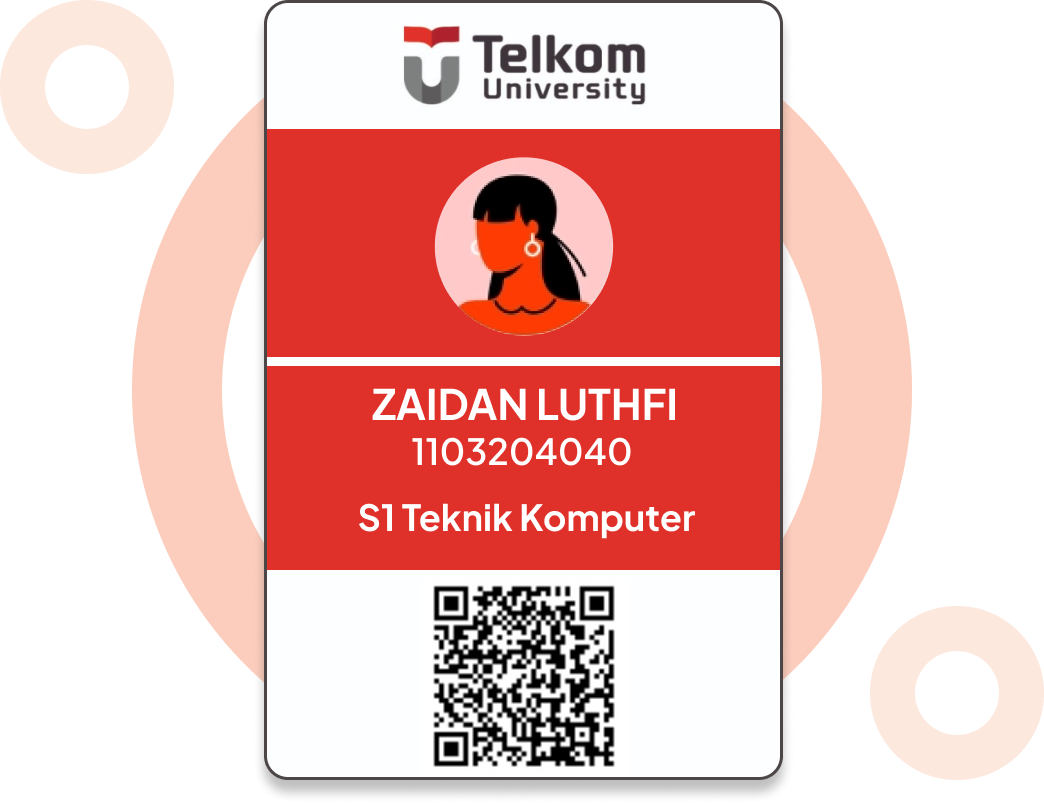 Telkom
University
ZAIDAN LUTHFI
1103204040
S1 Teknik Komputer